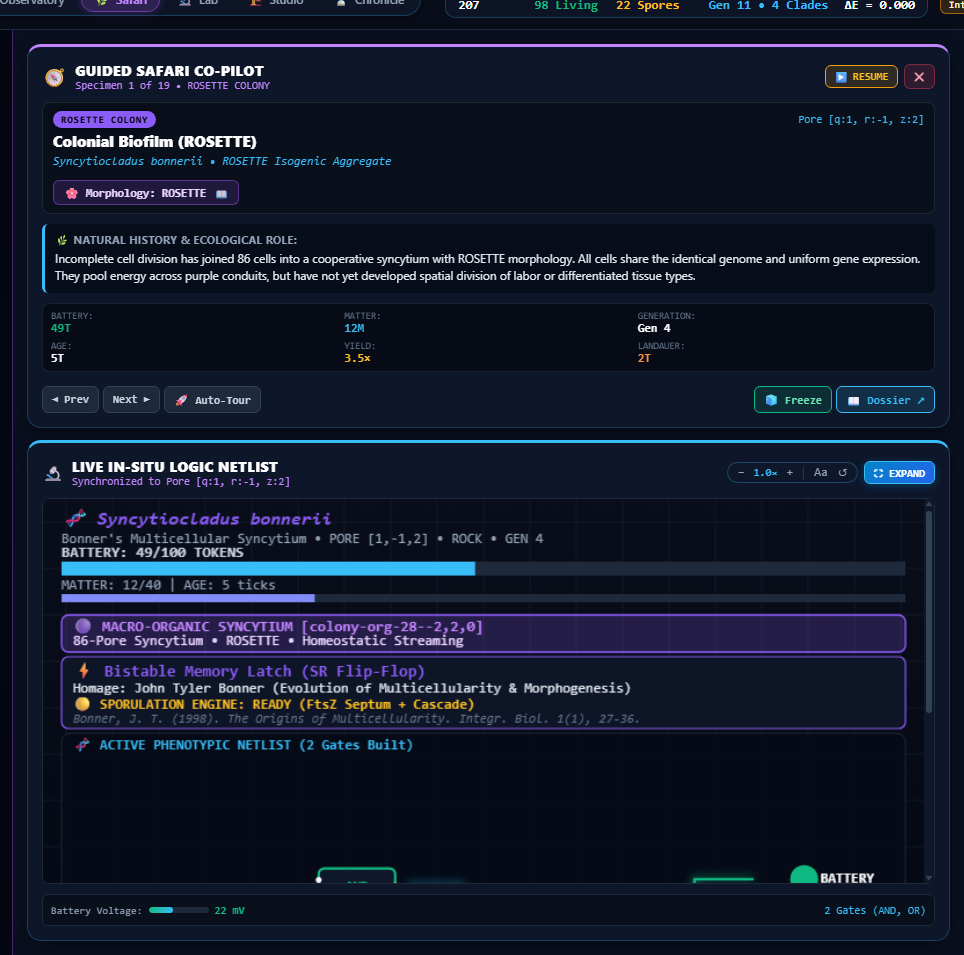 Observatory Safari Lab Studio Chronicle 207 98 Living 22 Spores Gen 11 • 4 Clades ΔE = 0.000 Int
GUIDED SAFARI CO-PILOT
Specimen 1 of 19 • ROSETTE COLONY
RESUME
ROSETTE COLONY
Pore [q:1, r:-1, z:2]
Colonial Biofilm (ROSETTE)
Syncytiocladus bonnerii • ROSETTE Isogenic Aggregate
Morphology: ROSETTE
NATURAL HISTORY & ECOLOGICAL ROLE:
Incomplete cell division has joined 86 cells into a cooperative syncytium with ROSETTE morphology. All cells share the identical genome and uniform gene expression.
They pool energy across purple conduits, but have not yet developed spatial division of labor or differentiated tissue types.
BATTERY: MATTER: GENERATION:
49T 12M Gen 4
AGE: YIELD: LANDAUER:
5T 3.5× 2T
◄ Prev Next ► Auto-Tour Freeze Dossier ↗
LIVE IN-SITU LOGIC NETLIST
Synchronized to Pore [q:1, r:-1, z:2]
− 1.0× + Aa ↺ EXPAND
Syncytiocladus bonnerii
Bonner's Multicellular Syncytium • PORE [1,-1,2] • ROCK • GEN 4
BATTERY: 49/100 TOKENS
MATTER: 12/40 | AGE: 5 ticks
MACRO-ORGANIC SYNCYTIUM [colony-org-28--2,2,0]
86-Pore Syncytium • ROSETTE • Homeostatic Streaming
Bistable Memory Latch (SR Flip-Flop)
Homage: John Tyler Bonner (Evolution of Multicellularity & Morphogenesis)
SPORULATION ENGINE: READY (FtsZ Septum + Cascade)
Bonner, J. T. (1998). The Origins of Multicellularity. Integr. Biol. 1(1), 27-36.
ACTIVE PHENOTYPIC NETLIST (2 Gates Built)
BATTERY
Battery Voltage: 22 mV
2 Gates (AND, OR)